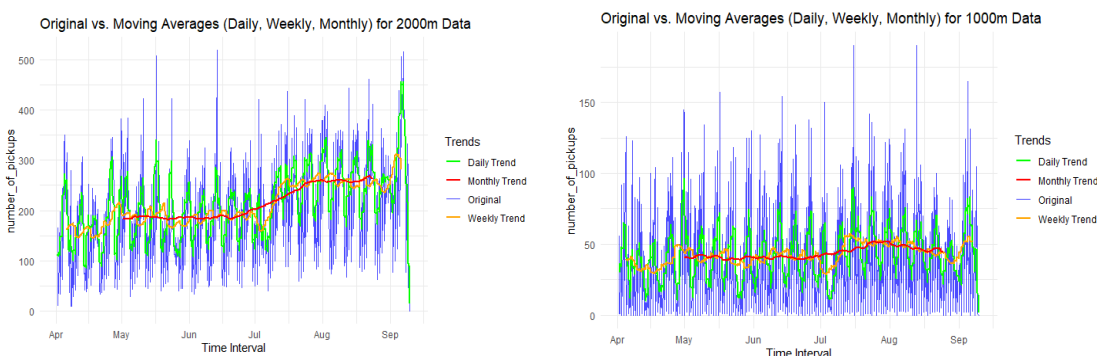 Original vs. Moving Averages (Daily, Weekly, Monthly) for 2000m Data
number_of_pickups
500
400
300
200
100
0
Apr May Jun Jul Aug Sep
Time Interval
Trends
Daily Trend
Monthly Trend
Original
Weekly Trend
Original vs. Moving Averages (Daily, Weekly, Monthly) for 1000m Data
number_of_pickups
150
100
50
0
Apr May Jun Jul Aug Sep
Time Interval
Trends
Daily Trend
Monthly Trend
Original
Weekly Trend